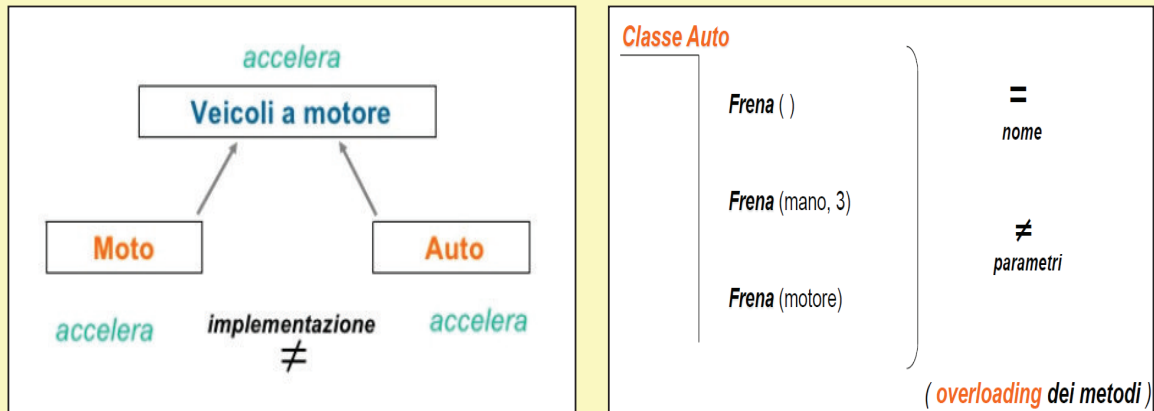 accelera
Veicoli a motore
Moto
Auto
accelera
implementazione
≠
accelera
Classe Auto
Frena ( )
=
nome
Frena (mano, 3)
≠
parametri
Frena (motore)
( overloading dei metodi )